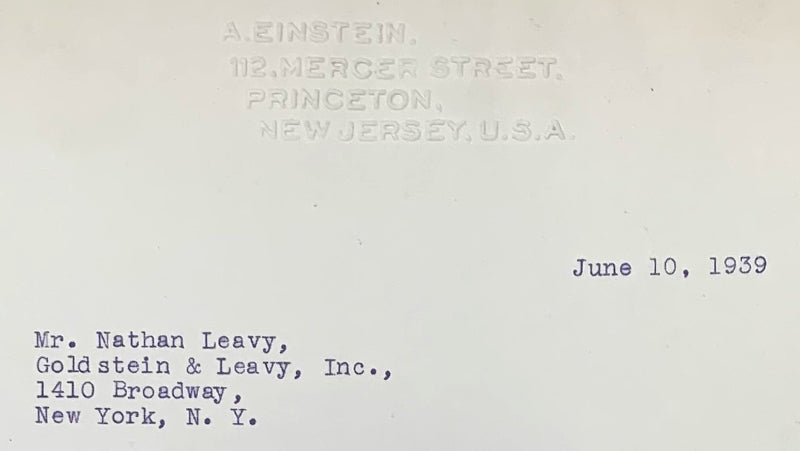 A. EINSTEIN.
112, MERCER STREET.
PRINCETON,
NEW JERSEY, U.S.A.
June 10, 1939
Mr. Nathan Leavy,
Goldstein & Leavy, Inc.,
1410 Broadway,
New York, N. Y.